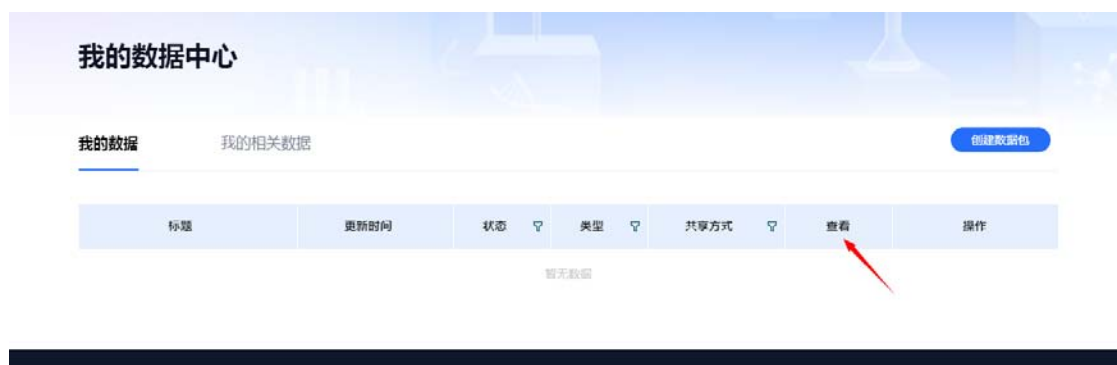 我的数据中心
我的数据 我的相关数据 创建数据包
标题 更新时间 状态 类型 共享方式 查看 操作
暂无数据